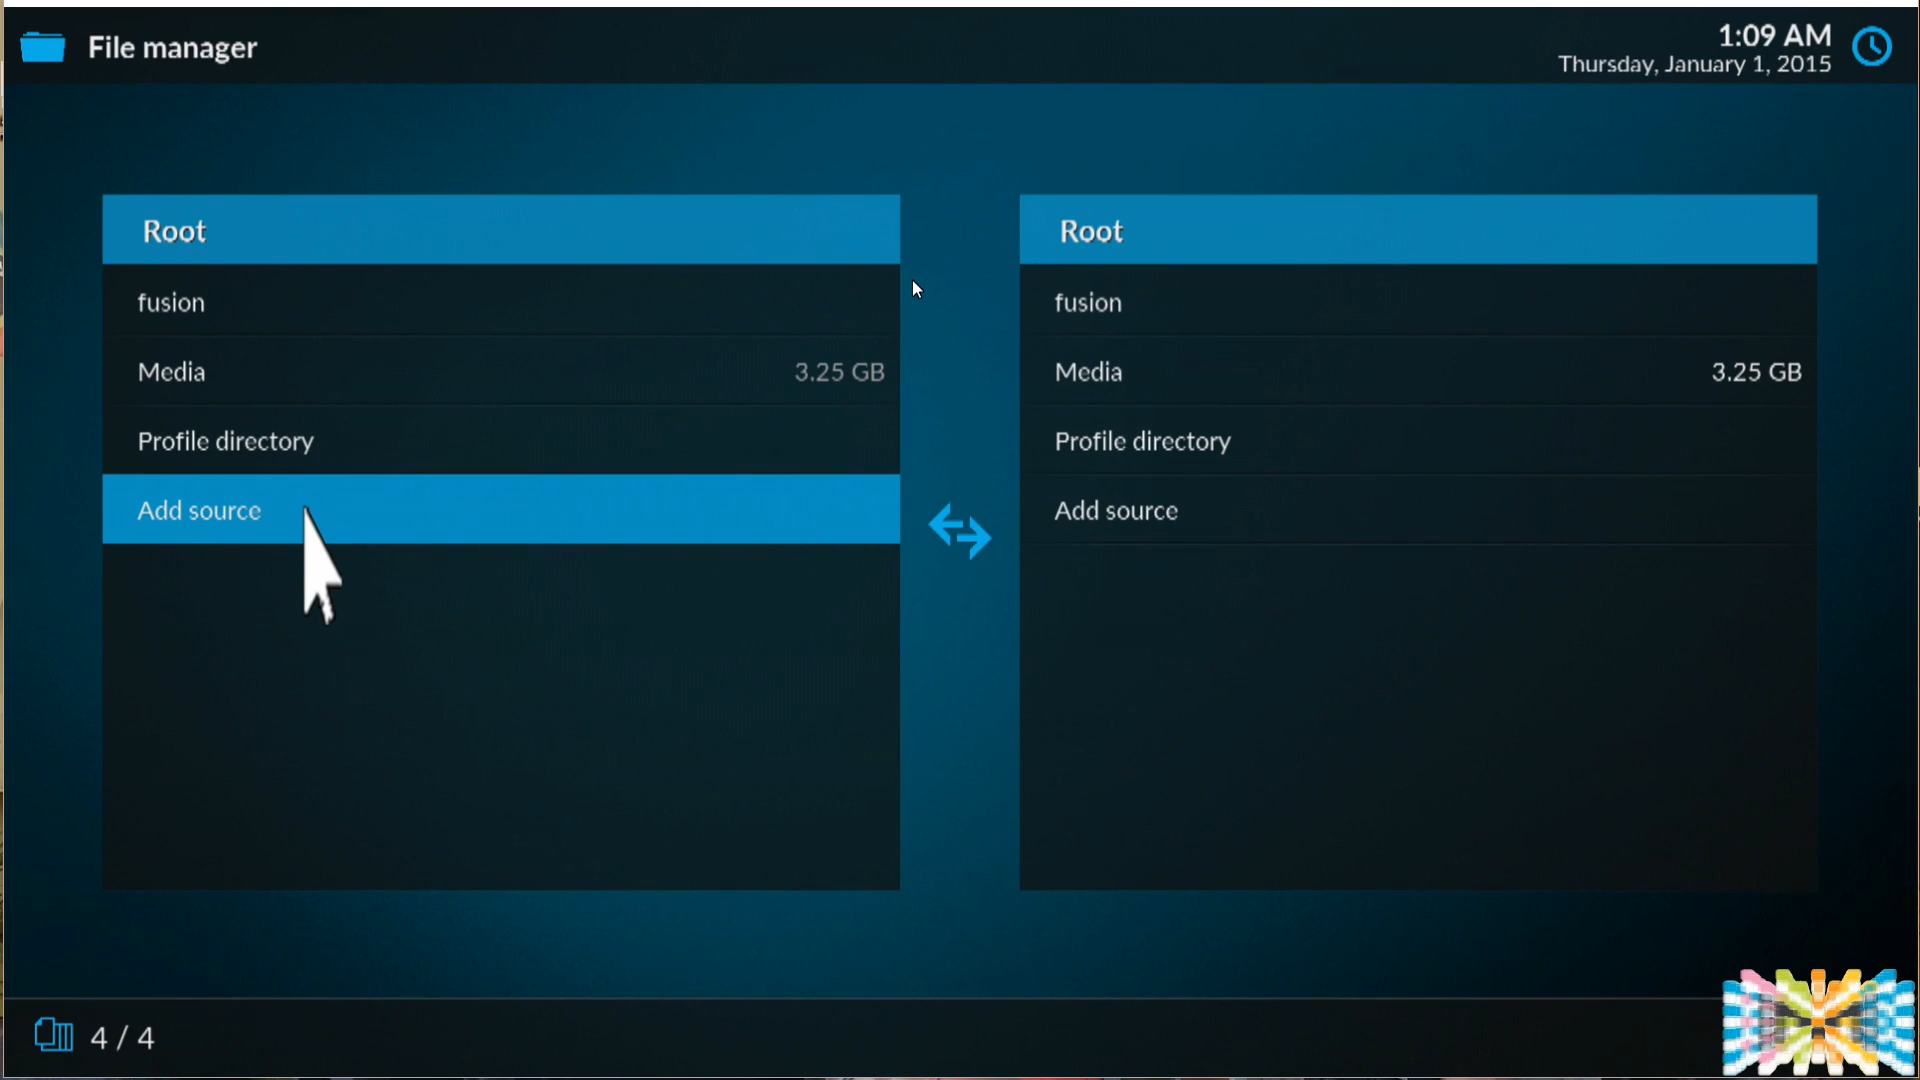 File manager
1:09 AM
Thursday, January 1, 2015
Root
fusion
Media 3.25 GB
Profile directory
Add source
Root
fusion
Media 3.25 GB
Profile directory
Add source
4 / 4